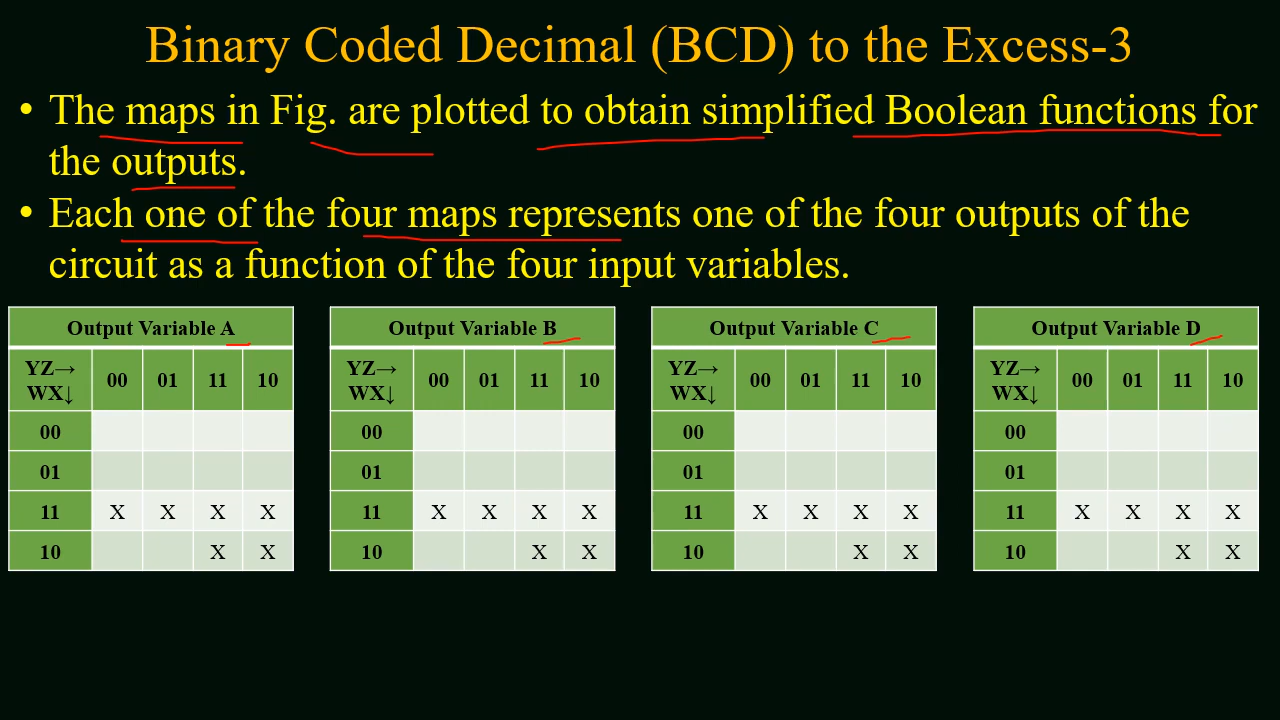 Binary Coded Decimal (BCD) to the Excess-3
• The maps in Fig. are plotted to obtain simplified Boolean functions for
the outputs.
• Each one of the four maps represents one of the four outputs of the
circuit as a function of the four input variables.
Output Variable A
YZ→ 00 01 11 10
WX↓
00
01
11 X X X X
10 X X
Output Variable B
YZ→ 00 01 11 10
WX↓
00
01
11 X X X X
10 X X
Output Variable C
YZ→ 00 01 11 10
WX↓
00
01
11 X X X X
10 X X
Output Variable D
YZ→ 00 01 11 10
WX↓
00
01
11 X X X X
10 X X